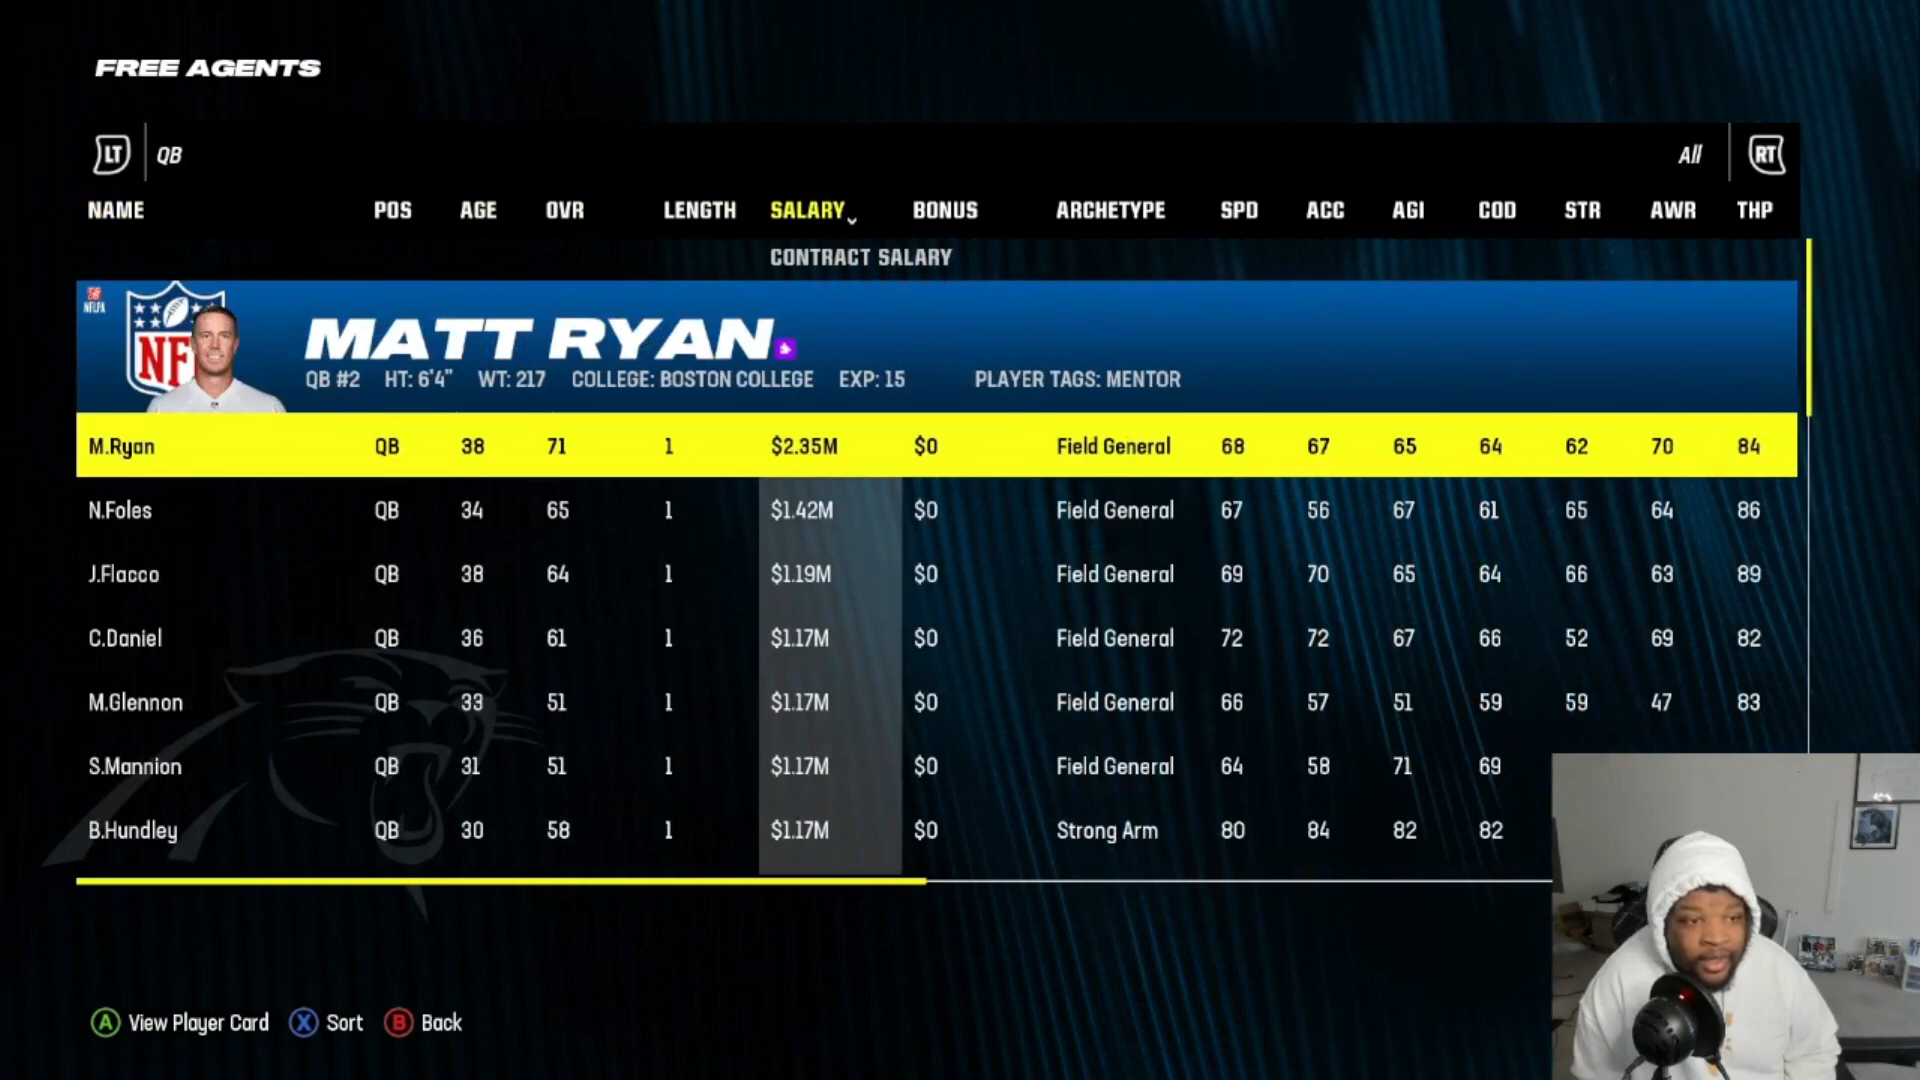 FREE AGENTS
LT QB All RT
NAME POS AGE OVR LENGTH SALARY BONUS ARCHETYPE SPD ACC AGI COD STR AWR THP
CONTRACT SALARY
NFLPA
NF
MATT RYAN
QB #2 HT: 6'4" WT: 217 COLLEGE: BOSTON COLLEGE EXP: 15 PLAYER TAGS: MENTOR
M.Ryan QB 38 71 1 $2.35M $0 Field General 68 67 65 64 62 70 84
N.Foles QB 34 65 1 $1.42M $0 Field General 67 56 67 61 65 64 86
J.Flacco QB 38 64 1 $1.19M $0 Field General 69 70 65 64 66 63 89
C.Daniel QB 36 61 1 $1.17M $0 Field General 72 72 67 66 52 69 82
M.Glennon QB 33 51 1 $1.17M $0 Field General 66 57 51 59 59 47 83
S.Mannion QB 31 51 1 $1.17M $0 Field General 64 58 71 69
B.Hundley QB 30 58 1 $1.17M $0 Strong Arm 80 84 82 82
A View Player Card X Sort B Back